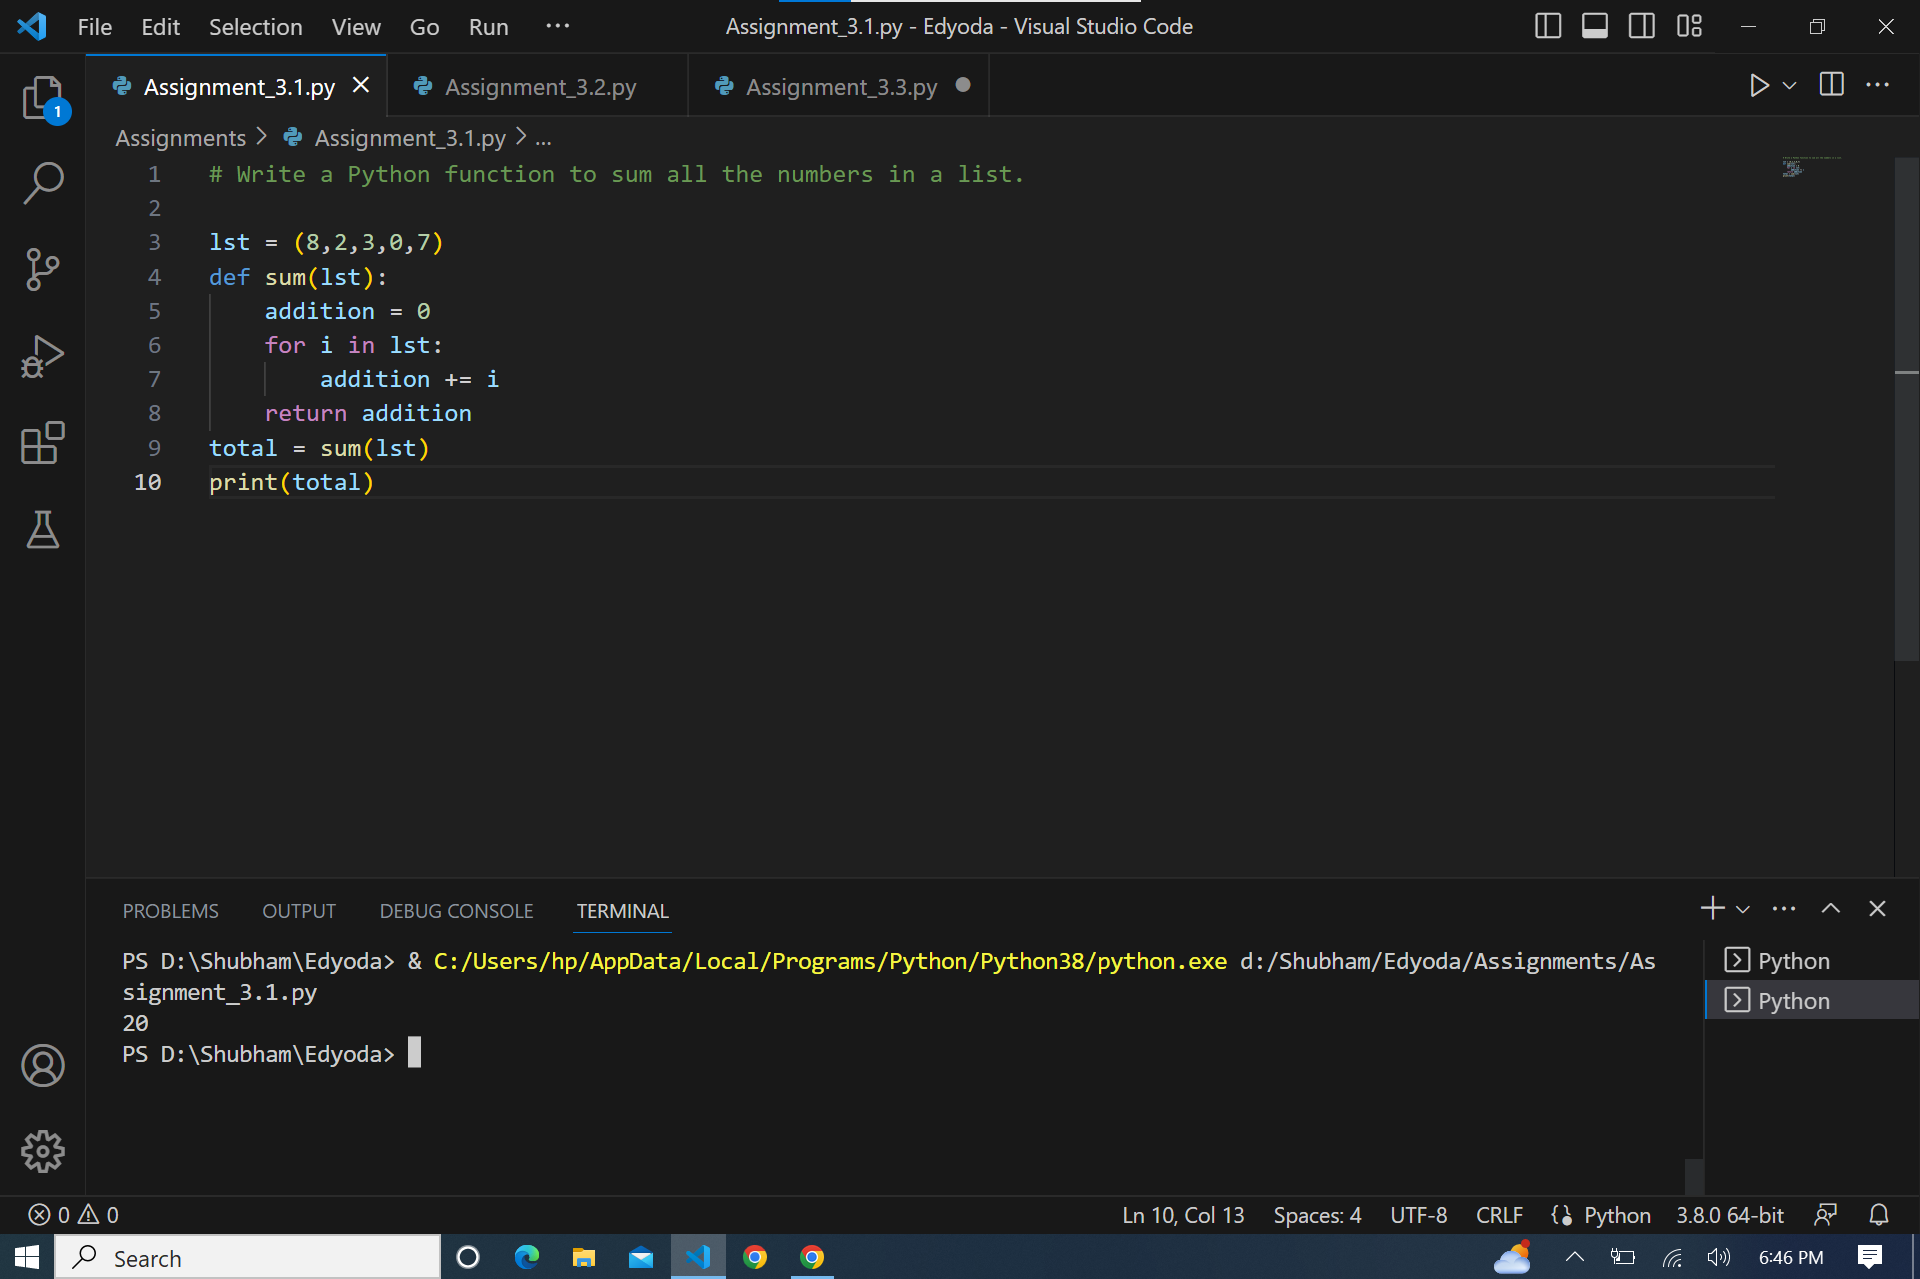 File Edit Selection View Go Run ··· Assignment_3.1.py - Edyoda - Visual Studio Code
Assignment_3.1.py Assignment_3.2.py Assignment_3.3.py
1
Assignments > Assignment_3.1.py > ...
1 # Write a Python function to sum all the numbers in a list.
2
3 lst = (8,2,3,0,7)
4 def sum(lst):
5     addition = 0
6     for i in lst:
7         addition += i
8     return addition
9 total = sum(lst)
10 print(total)
PROBLEMS OUTPUT DEBUG CONSOLE TERMINAL
PS D:\Shubham\Edyoda> & C:/Users/hp/AppData/Local/Programs/Python/Python38/python.exe d:/Shubham/Edyoda/Assignments/As
signment_3.1.py
20
PS D:\Shubham\Edyoda>
Python
Python
0 0 Ln 10, Col 13 Spaces: 4 UTF-8 CRLF Python 3.8.0 64-bit
Search 6:46 PM